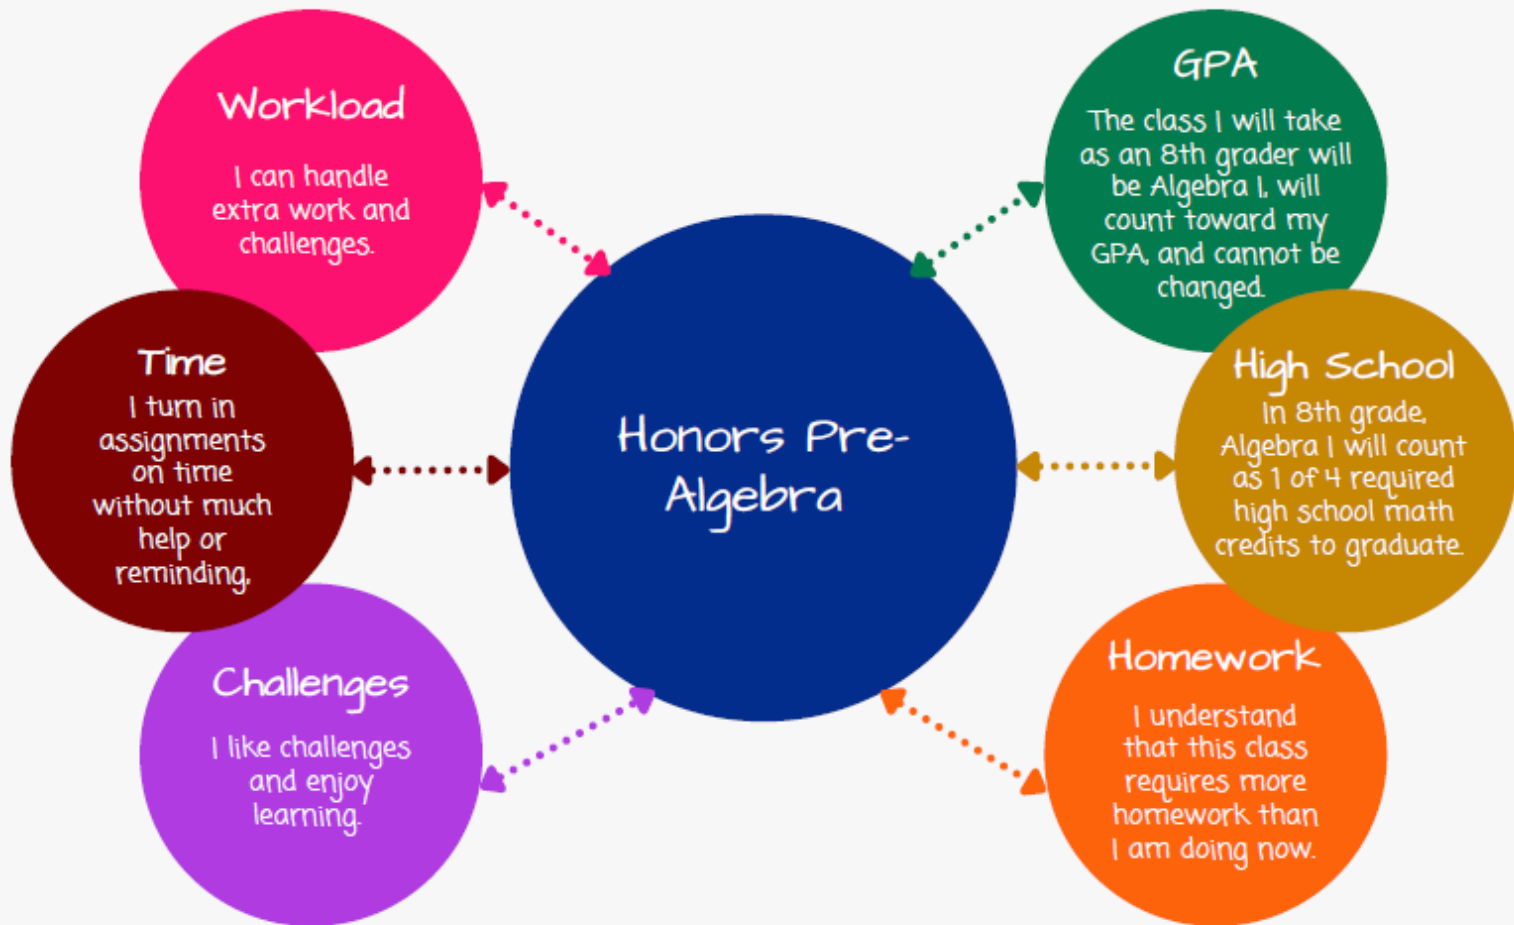 Workload
I can handle
extra work and
challenges.
Time
I turn in
assignments
on time
without much
help or
reminding,
Challenges
I like challenges
and enjoy
learning.
Honors Pre-
Algebra
GPA
The class I will take
as an 8th grader will
be Algebra I, will
count toward my
GPA, and cannot be
changed.
High School
In 8th grade,
Algebra I will count
as 1 of 4 required
high school math
credits to graduate.
Homework
I understand
that this class
requires more
homework than
I am doing now.